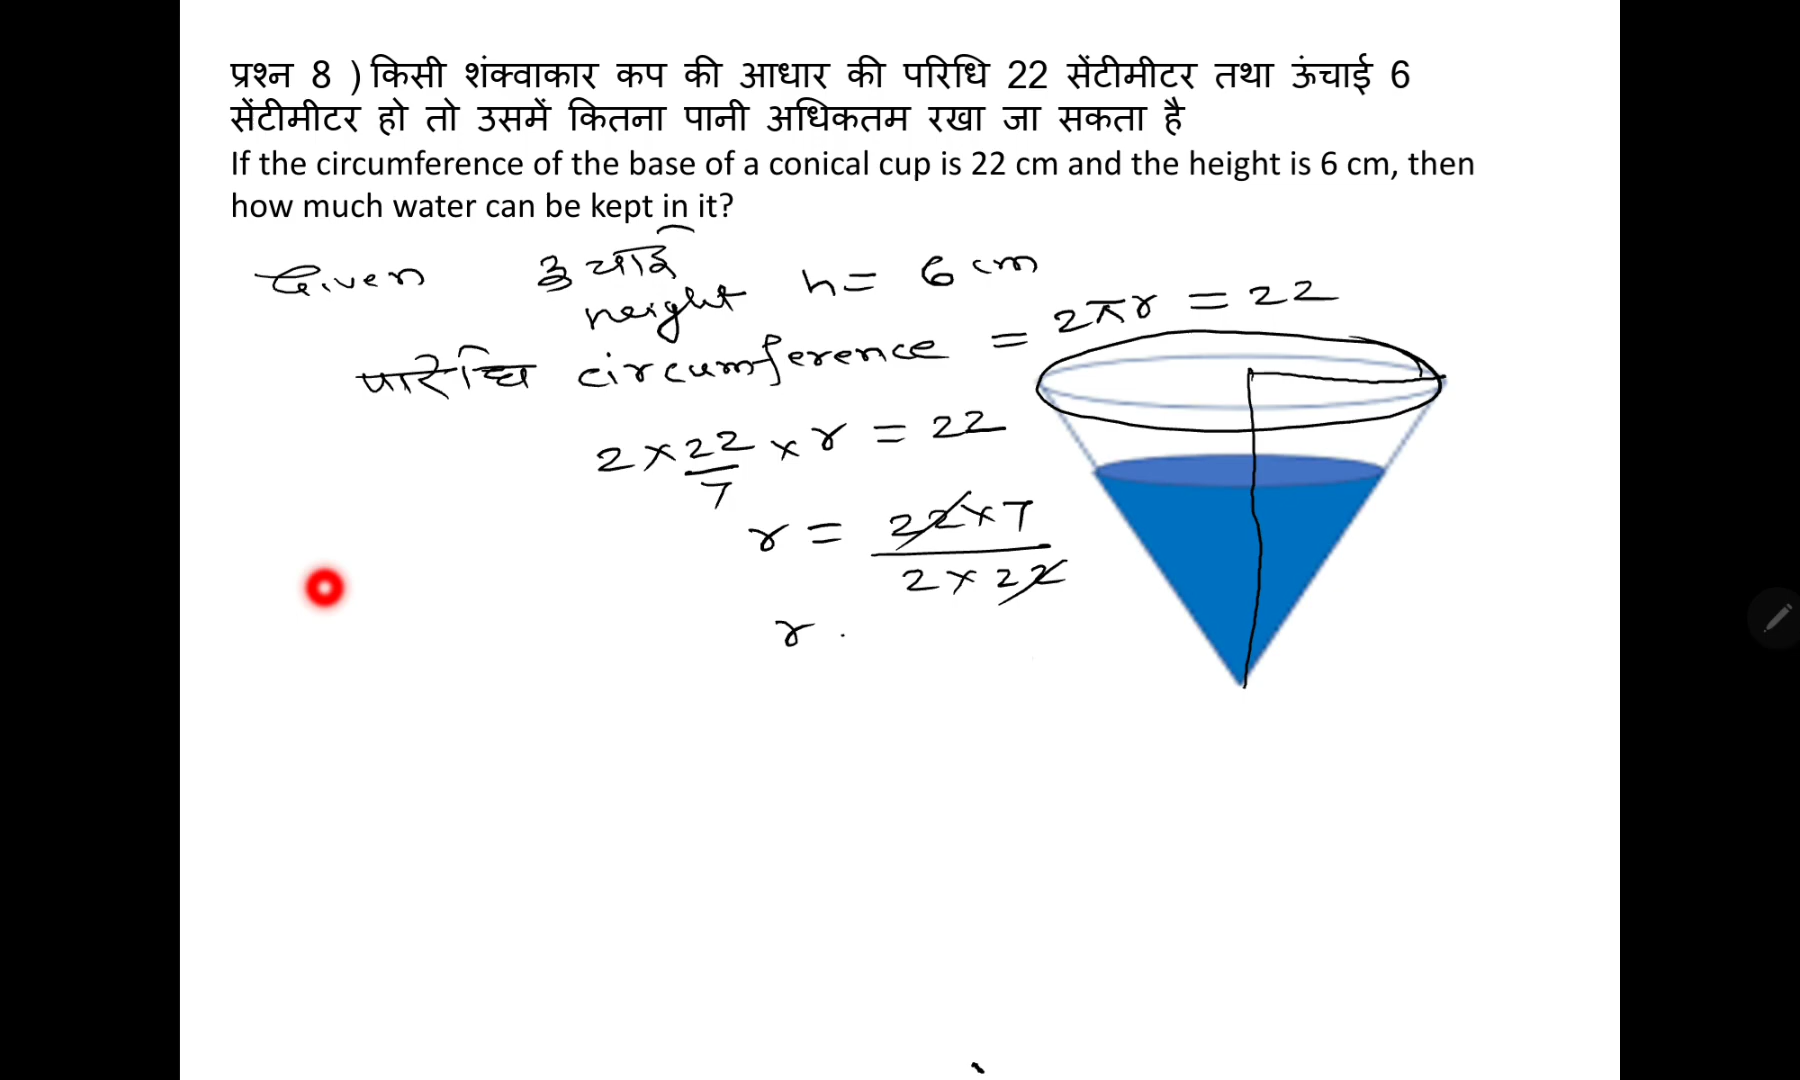 प्रश्न 8 ) किसी शंक्वाकार कप की आधार की परिधि 22 सेंटीमीटर तथा ऊंचाई 6
सेंटीमीटर हो तो उसमें कितना पानी अधिकतम रखा जा सकता है
If the circumference of the base of a conical cup is 22 cm and the height is 6 cm, then
how much water can be kept in it?
Given ऊंचाई
height h = 6 cm
परिधि circumference = 2πr = 22
2 × 22/7 × r = 22
r = 22 × 7 / 2 × 22
r